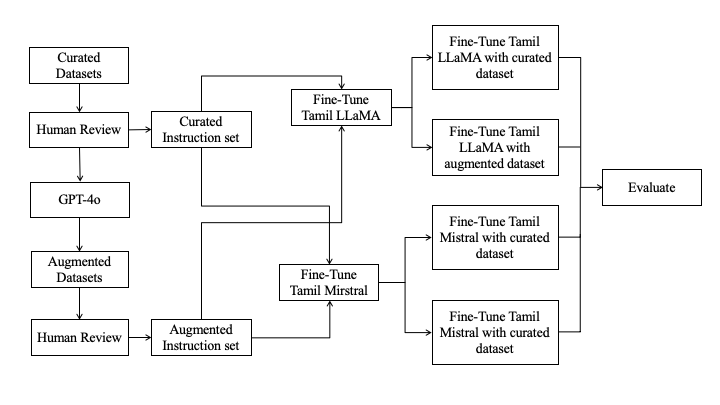 Curated
Datasets
Human Review
GPT-4o
Augmented
Datasets
Human Review
Curated
Instruction set
Augmented
Instruction set
Fine-Tune
Tamil LLaMA
Fine-Tune
Tamil Mirstral
Fine-Tune Tamil
LLaMA with curated
dataset
Fine-Tune Tamil
LLaMA with
augmented dataset
Fine-Tune Tamil
Mistral with curated
dataset
Fine-Tune Tamil
Mistral with curated
dataset
Evaluate